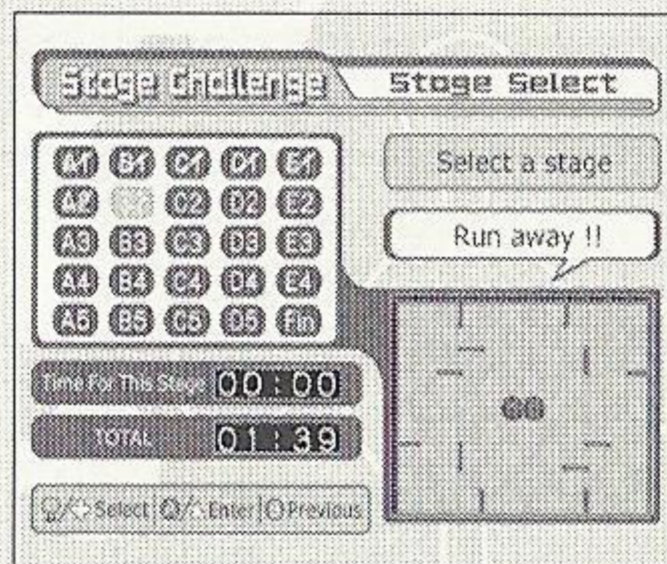 Stage Challenge
Stage Select
A1 B1 C1 D1 E1
A2 C2 D2 E2
A3 B3 C3 D3 E3
A4 B4 C4 D4 E4
A5 B5 C5 D5 Fin
Select a stage
Run away !!
Time For This Stage 00:00
TOTAL 01:39
Select Enter Previous